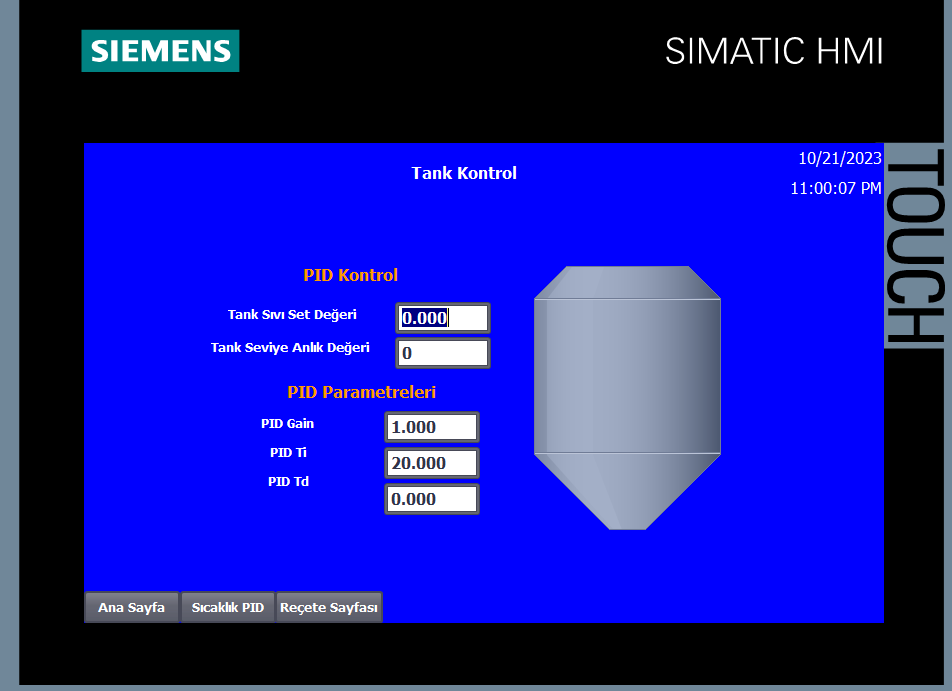 SIEMENS
SIMATIC HMI
TOUCH
10/21/2023
Tank Kontrol
11:00:07 PM
PID Kontrol
Tank Sıvı Set Değeri
0.000
Tank Seviye Anlık Değeri
0
PID Parametreleri
PID Gain
1.000
PID Ti
20.000
PID Td
0.000
Ana Sayfa
Sıcaklık PID
Reçete Sayfası